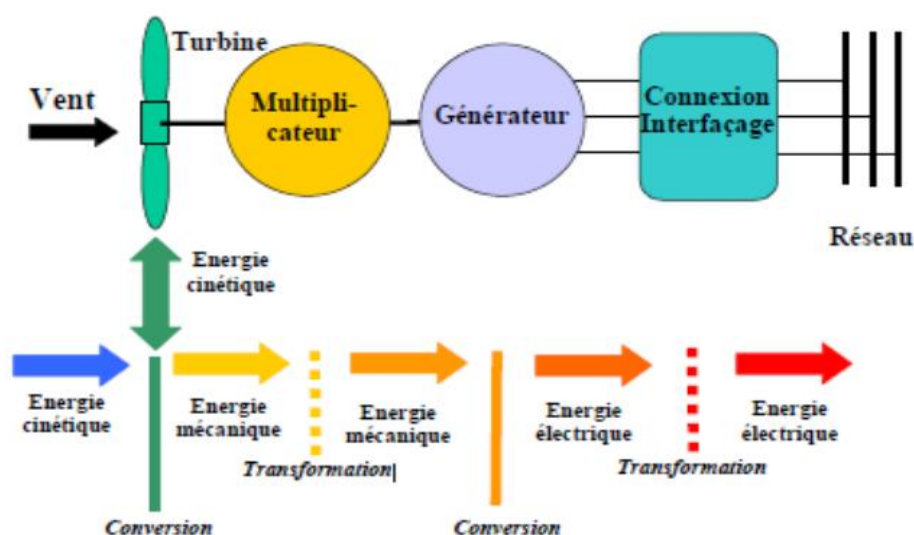 Turbine
Vent
Multipli-
cateur
Générateur
Connexion
Interfaçage
Réseau
Energie
cinétique
Energie
cinétique
Energie
mécanique
Energie
mécanique
Energie
électrique
Energie
électrique
Transformation
Transformation
Conversion
Conversion